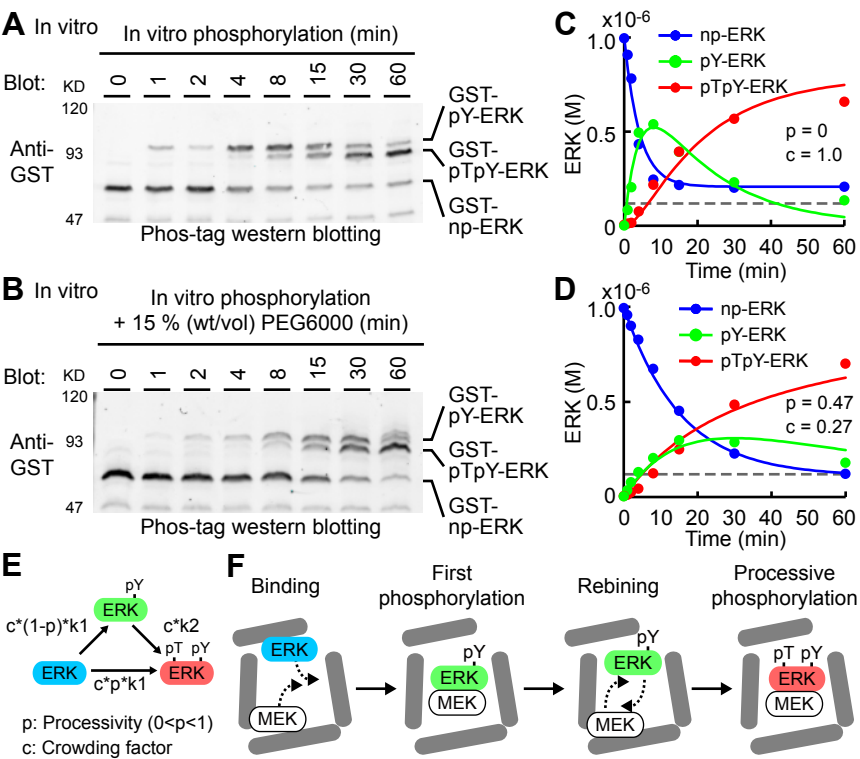 A In vitro
In vitro phosphorylation (min)
Blot: KD 0 1 2 4 8 15 30 60
120
93
47
Anti-
GST
GST-
pY-ERK
GST-
pTpY-ERK
GST-
np-ERK
Phos-tag western blotting
B In vitro
In vitro phosphorylation
+ 15 % (wt/vol) PEG6000 (min)
Blot: KD 0 1 2 4 8 15 30 60
120
93
47
Anti-
GST
GST-
pY-ERK
GST-
pTpY-ERK
GST-
np-ERK
Phos-tag western blotting
C
x10^-6
np-ERK
pY-ERK
pTpY-ERK
ERK (M)
1.0
0.5
0
p = 0
c = 1.0
0 10 20 30 40 50 60
Time (min)
D
x10^-6
np-ERK
pY-ERK
pTpY-ERK
ERK (M)
1.0
0.5
0
p = 0.47
c = 0.27
0 10 20 30 40 50 60
Time (min)
E
pY
ERK
c*(1-p)*k1
c*k2
pT pY
ERK
ERK
c*p*k1
p: Processivity (0<p<1)
c: Crowding factor
F
Binding
ERK
MEK
First
phosphorylation
pY
ERK
MEK
Rebining
pY
ERK
MEK
Processive
phosphorylation
pT pY
ERK
MEK